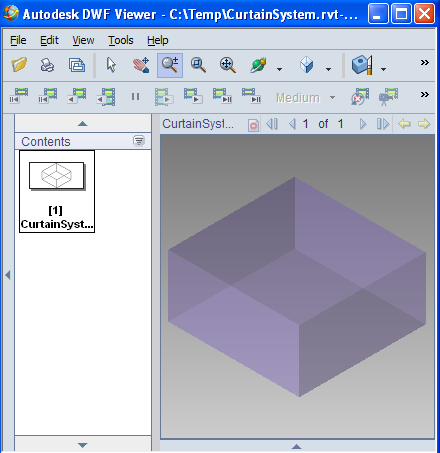 Autodesk DWF Viewer - C:\Temp\CurtainSystem.rvt-...
File Edit View Tools Help
Medium
Contents
CurtainSyst... 1 of 1
[1]
CurtainSyst...